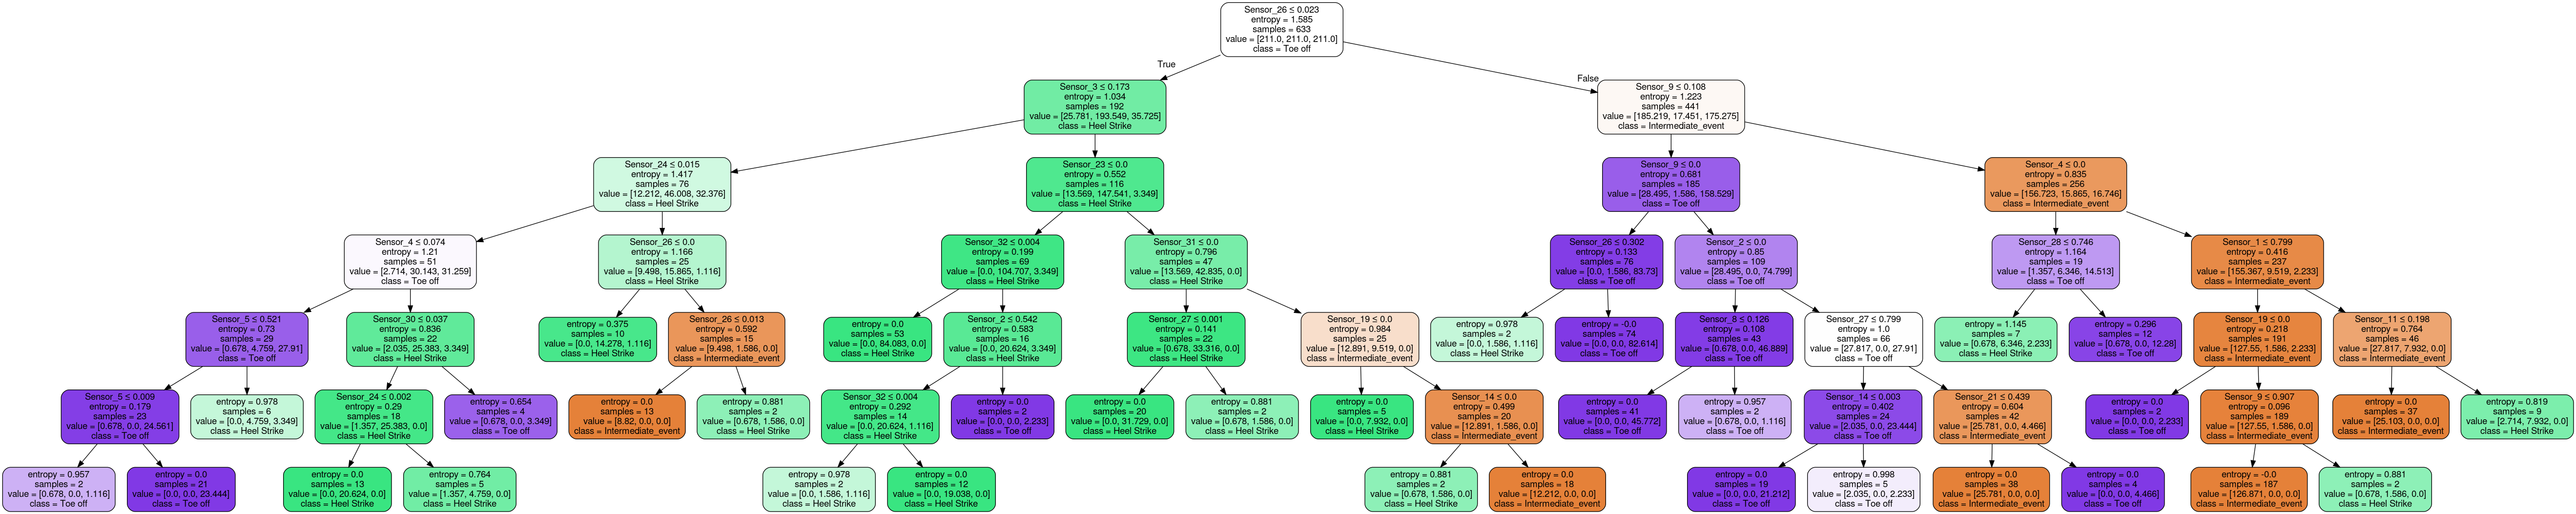 Sensor_26 ≤ 0.023
entropy = 1.585
samples = 633
value = [211.0, 211.0, 211.0]
class = Toe off
True
False
Sensor_3 ≤ 0.173
entropy = 1.034
samples = 192
value = [25.781, 193.549, 35.725]
class = Heel Strike
Sensor_9 ≤ 0.108
entropy = 1.223
samples = 441
value = [185.219, 17.451, 175.275]
class = Intermediate_event
Sensor_24 ≤ 0.015
entropy = 1.417
samples = 76
value = [12.212, 46.008, 32.376]
class = Heel Strike
Sensor_23 ≤ 0.0
entropy = 0.552
samples = 116
value = [13.569, 147.541, 3.349]
class = Heel Strike
Sensor_9 ≤ 0.0
entropy = 0.681
samples = 185
value = [28.495, 1.586, 158.529]
class = Toe off
Sensor_4 ≤ 0.0
entropy = 0.835
samples = 256
value = [156.723, 15.865, 16.746]
class = Intermediate_event
Sensor_4 ≤ 0.074
entropy = 1.21
samples = 51
value = [2.714, 30.143, 31.259]
class = Toe off
Sensor_26 ≤ 0.0
entropy = 1.166
samples = 25
value = [9.498, 15.865, 1.116]
class = Heel Strike
Sensor_32 ≤ 0.004
entropy = 0.199
samples = 69
value = [0.0, 104.707, 3.349]
class = Heel Strike
Sensor_31 ≤ 0.0
entropy = 0.796
samples = 47
value = [13.569, 42.835, 0.0]
class = Heel Strike
Sensor_26 ≤ 0.302
entropy = 0.133
samples = 76
value = [0.0, 1.586, 83.73]
class = Toe off
Sensor_2 ≤ 0.0
entropy = 0.85
samples = 109
value = [28.495, 0.0, 74.799]
class = Toe off
Sensor_28 ≤ 0.746
entropy = 1.164
samples = 19
value = [1.357, 6.346, 14.513]
class = Toe off
Sensor_1 ≤ 0.799
entropy = 0.416
samples = 237
value = [155.367, 9.519, 2.233]
class = Intermediate_event
Sensor_5 ≤ 0.521
entropy = 0.73
samples = 29
value = [0.678, 4.759, 27.91]
class = Toe off
Sensor_30 ≤ 0.037
entropy = 0.836
samples = 22
value = [2.035, 25.383, 3.349]
class = Heel Strike
entropy = 0.375
samples = 10
value = [0.0, 14.278, 1.116]
class = Heel Strike
Sensor_26 ≤ 0.013
entropy = 0.592
samples = 15
value = [9.498, 1.586, 0.0]
class = Intermediate_event
entropy = 0.0
samples = 53
value = [0.0, 84.083, 0.0]
class = Heel Strike
Sensor_2 ≤ 0.542
entropy = 0.583
samples = 16
value = [0.0, 20.624, 3.349]
class = Heel Strike
Sensor_27 ≤ 0.001
entropy = 0.141
samples = 22
value = [0.678, 33.316, 0.0]
class = Heel Strike
Sensor_19 ≤ 0.0
entropy = 0.984
samples = 25
value = [12.891, 9.519, 0.0]
class = Intermediate_event
entropy = 0.978
samples = 2
value = [0.0, 1.586, 1.116]
class = Heel Strike
entropy = -0.0
samples = 74
value = [0.0, 0.0, 82.614]
class = Toe off
Sensor_8 ≤ 0.126
entropy = 0.108
samples = 43
value = [0.678, 0.0, 46.889]
class = Toe off
Sensor_27 ≤ 0.799
entropy = 1.0
samples = 66
value = [27.817, 0.0, 27.91]
class = Toe off
entropy = 1.145
samples = 7
value = [0.678, 6.346, 2.233]
class = Heel Strike
entropy = 0.296
samples = 12
value = [0.678, 0.0, 12.28]
class = Toe off
Sensor_19 ≤ 0.0
entropy = 0.218
samples = 191
value = [127.55, 1.586, 2.233]
class = Intermediate_event
Sensor_11 ≤ 0.198
entropy = 0.764
samples = 46
value = [27.817, 7.932, 0.0]
class = Intermediate_event
Sensor_5 ≤ 0.009
entropy = 0.179
samples = 23
value = [0.678, 0.0, 24.561]
class = Toe off
entropy = 0.978
samples = 6
value = [0.0, 4.759, 3.349]
class = Heel Strike
Sensor_24 ≤ 0.002
entropy = 0.29
samples = 18
value = [1.357, 25.383, 0.0]
class = Heel Strike
entropy = 0.654
samples = 4
value = [0.678, 0.0, 3.349]
class = Toe off
entropy = 0.0
samples = 13
value = [8.82, 0.0, 0.0]
class = Intermediate_event
entropy = 0.881
samples = 2
value = [0.678, 1.586, 0.0]
class = Heel Strike
Sensor_32 ≤ 0.004
entropy = 0.292
samples = 14
value = [0.0, 20.624, 1.116]
class = Heel Strike
entropy = 0.0
samples = 2
value = [0.0, 0.0, 2.233]
class = Toe off
entropy = 0.0
samples = 20
value = [0.0, 31.729, 0.0]
class = Heel Strike
entropy = 0.881
samples = 2
value = [0.678, 1.586, 0.0]
class = Heel Strike
entropy = 0.0
samples = 5
value = [0.0, 7.932, 0.0]
class = Heel Strike
Sensor_14 ≤ 0.0
entropy = 0.499
samples = 20
value = [12.891, 1.586, 0.0]
class = Intermediate_event
entropy = 0.0
samples = 41
value = [0.0, 0.0, 45.772]
class = Toe off
entropy = 0.957
samples = 2
value = [0.678, 0.0, 1.116]
class = Toe off
Sensor_14 ≤ 0.003
entropy = 0.402
samples = 24
value = [2.035, 0.0, 23.444]
class = Toe off
Sensor_21 ≤ 0.439
entropy = 0.604
samples = 42
value = [25.781, 0.0, 4.466]
class = Intermediate_event
entropy = 0.0
samples = 2
value = [0.0, 0.0, 2.233]
class = Toe off
Sensor_9 ≤ 0.907
entropy = 0.096
samples = 189
value = [127.55, 1.586, 0.0]
class = Intermediate_event
entropy = 0.0
samples = 37
value = [25.103, 0.0, 0.0]
class = Intermediate_event
entropy = 0.819
samples = 9
value = [2.714, 7.932, 0.0]
class = Heel Strike
entropy = 0.957
samples = 2
value = [0.678, 0.0, 1.116]
class = Toe off
entropy = 0.0
samples = 21
value = [0.0, 0.0, 23.444]
class = Toe off
entropy = 0.0
samples = 13
value = [0.0, 20.624, 0.0]
class = Heel Strike
entropy = 0.764
samples = 5
value = [1.357, 4.759, 0.0]
class = Heel Strike
entropy = 0.978
samples = 2
value = [0.0, 1.586, 1.116]
class = Heel Strike
entropy = 0.0
samples = 12
value = [0.0, 19.038, 0.0]
class = Heel Strike
entropy = 0.881
samples = 2
value = [0.678, 1.586, 0.0]
class = Heel Strike
entropy = 0.0
samples = 18
value = [12.212, 0.0, 0.0]
class = Intermediate_event
entropy = 0.0
samples = 19
value = [0.0, 0.0, 21.212]
class = Toe off
entropy = 0.998
samples = 5
value = [2.035, 0.0, 2.233]
class = Toe off
entropy = 0.0
samples = 38
value = [25.781, 0.0, 0.0]
class = Intermediate_event
entropy = 0.0
samples = 4
value = [0.0, 0.0, 4.466]
class = Toe off
entropy = -0.0
samples = 187
value = [126.871, 0.0, 0.0]
class = Intermediate_event
entropy = 0.881
samples = 2
value = [0.678, 1.586, 0.0]
class = Heel Strike